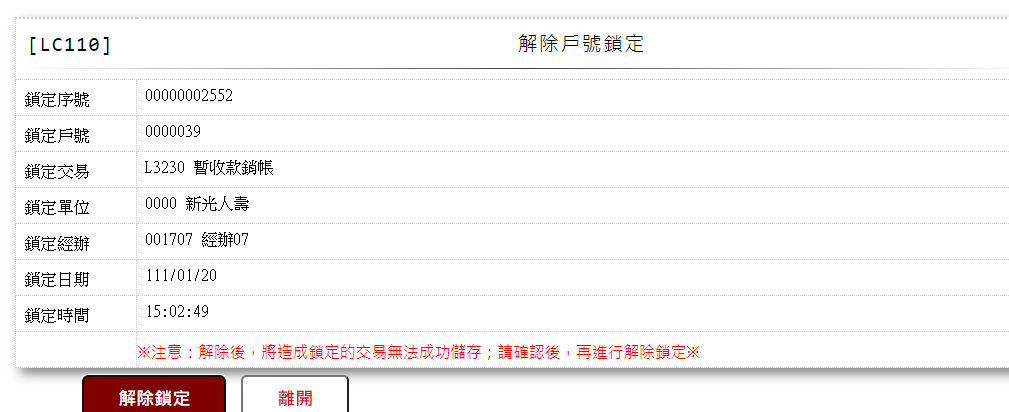 [LC110] 解除戶號鎖定
鎖定序號 00000002552
鎖定戶號 0000039
鎖定交易 L3230 暫收款銷帳
鎖定單位 0000 新光人壽
鎖定經辦 001707 經辦07
鎖定日期 111/01/20
鎖定時間 15:02:49
※注意：解除後，將造成鎖定的交易無法成功儲存；請確認後，再進行解除鎖定※
解除鎖定 離開